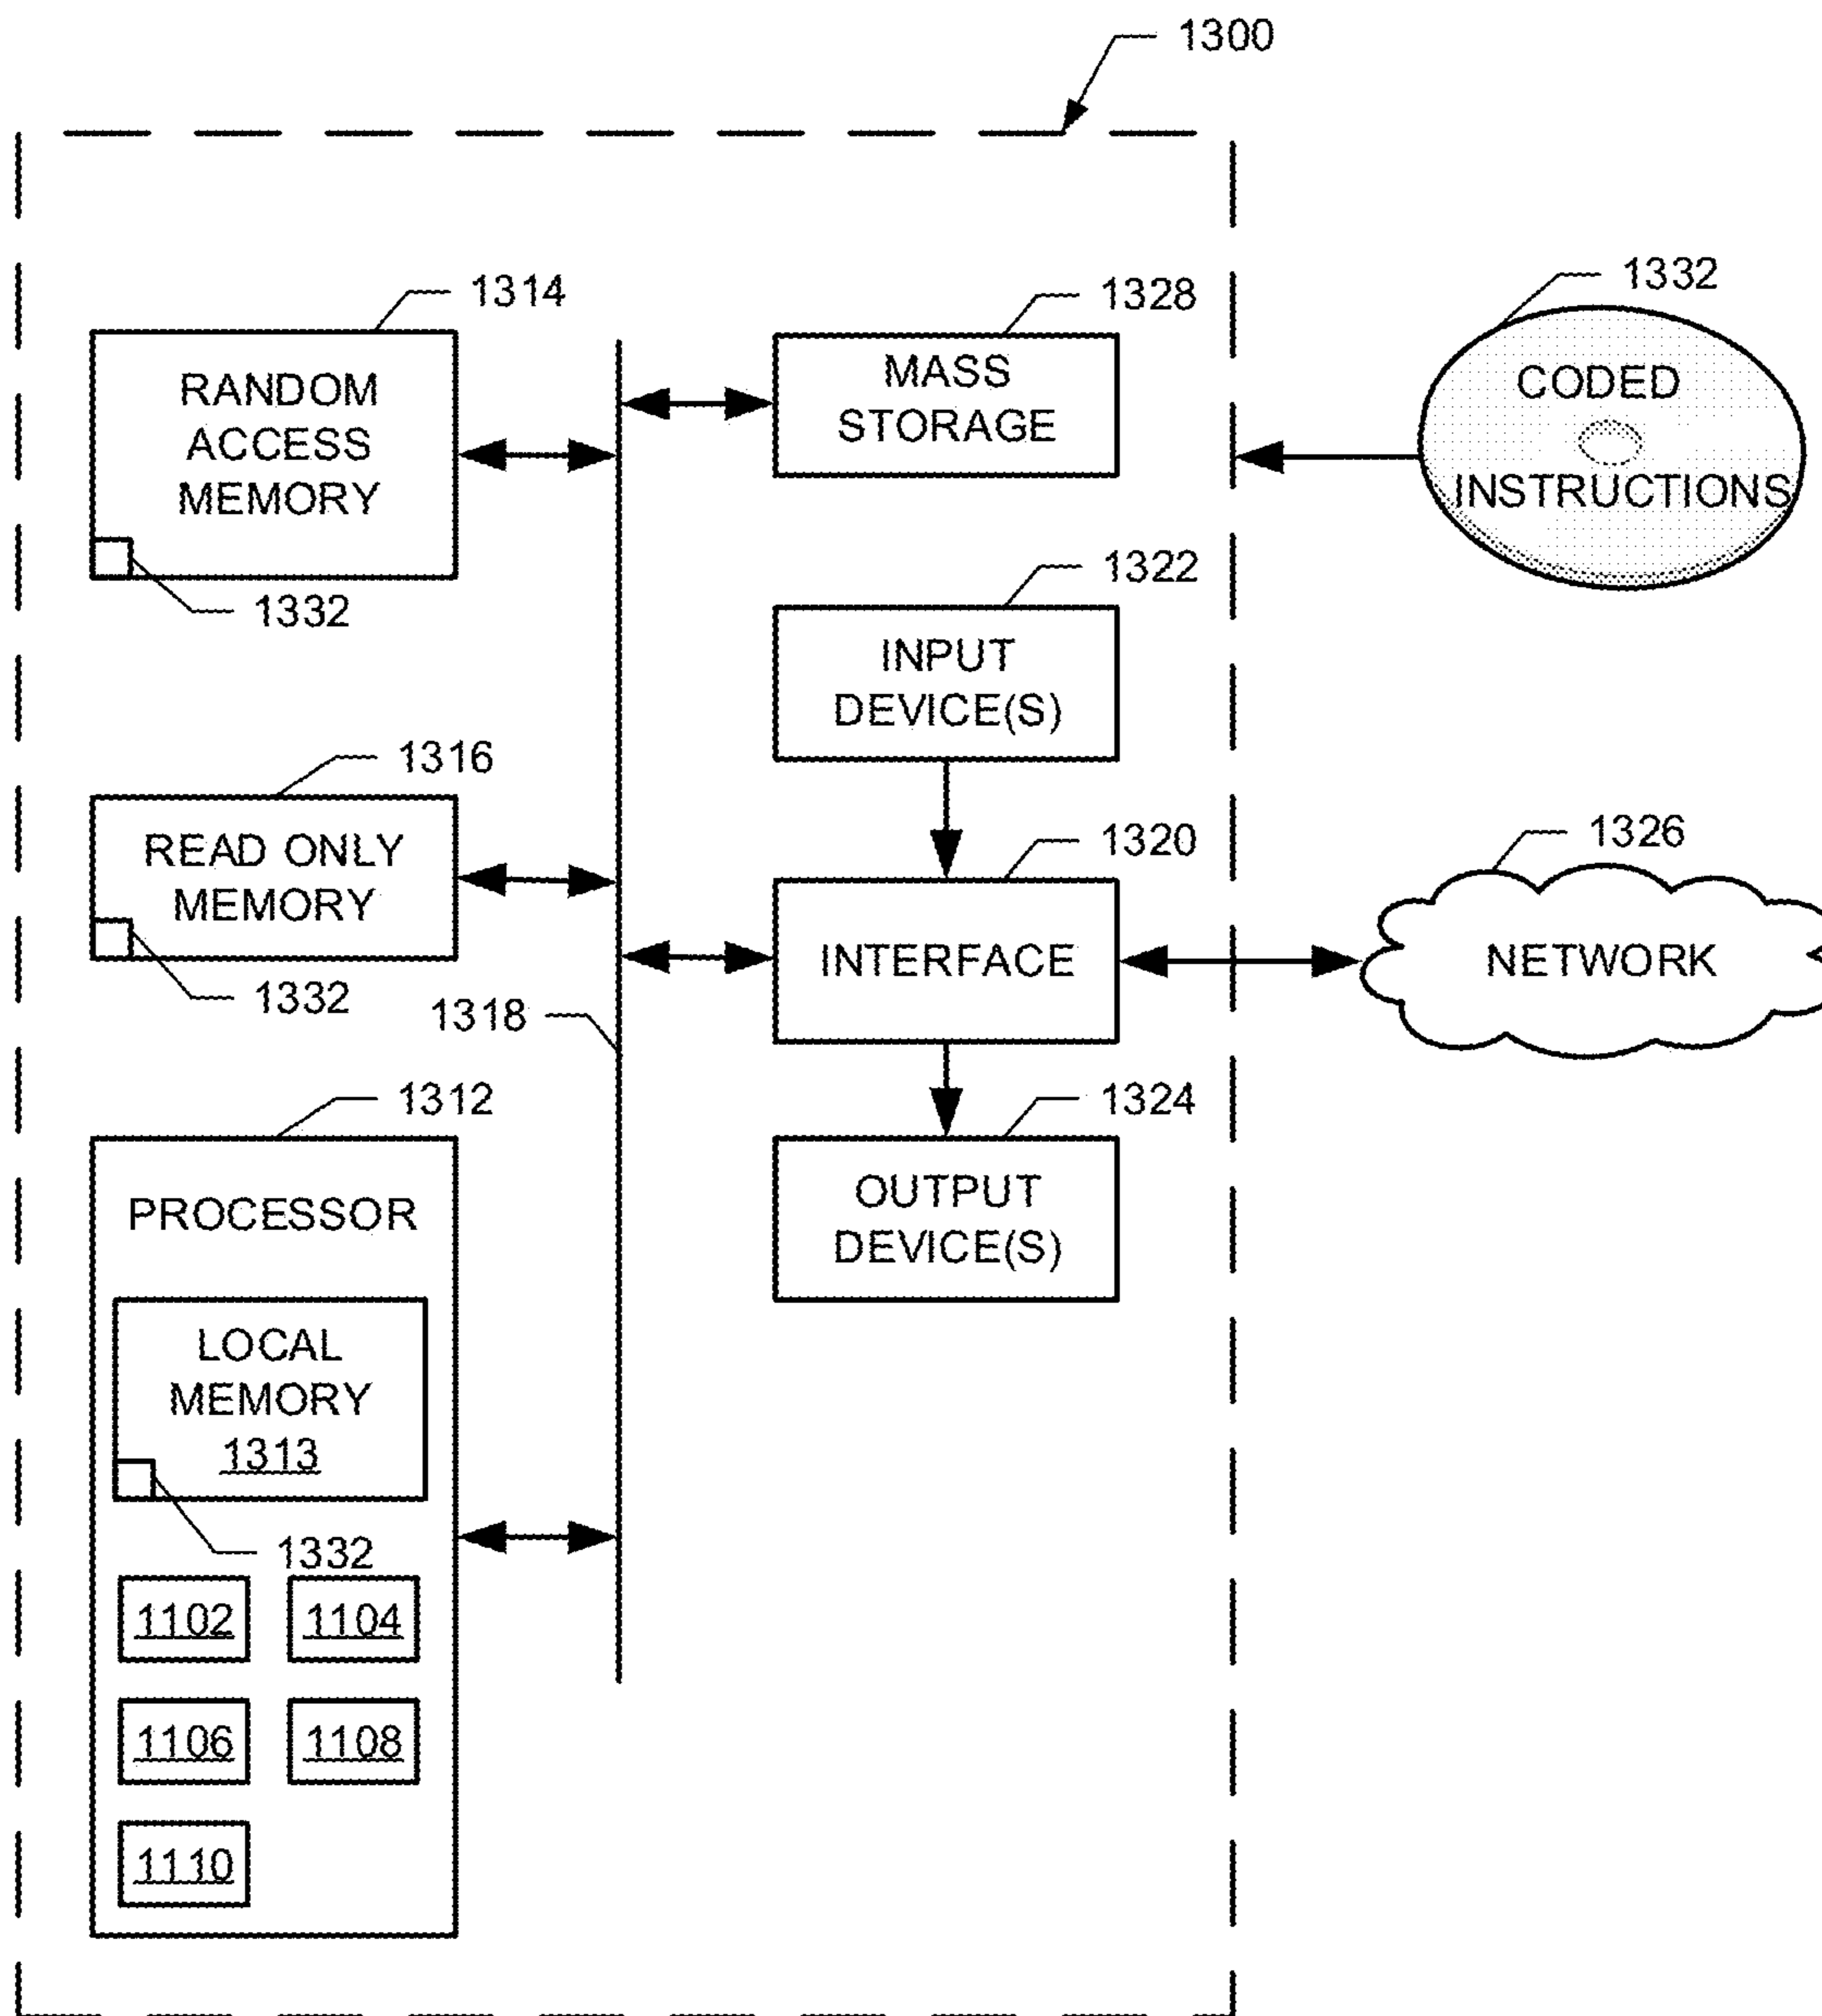 1300
1314
RANDOM
ACCESS
MEMORY
1332
1328
MASS
STORAGE
1332
CODED
INSTRUCTIONS
1322
INPUT
DEVICE(S)
1316
READ ONLY
MEMORY
1332
1318
1320
INTERFACE
1326
NETWORK
1312
PROCESSOR
LOCAL
MEMORY
1313
1332
1102
1104
1106
1108
1110
1324
OUTPUT
DEVICE(S)